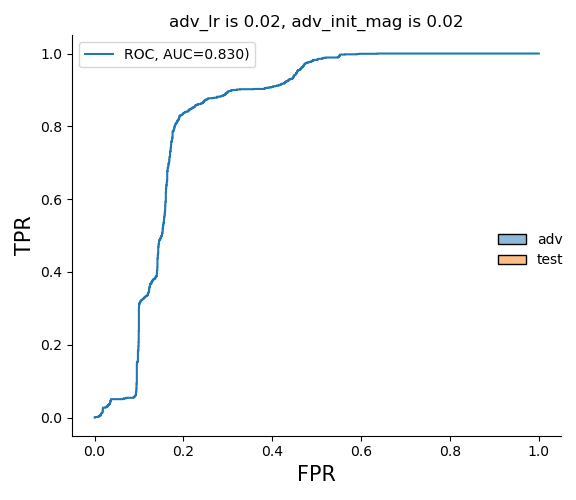 adv_lr is 0.02, adv_init_mag is 0.02
ROC, AUC=0.830)
1.0
0.8
0.6
0.4
0.2
0.0
TPR
adv
test
0.0 0.2 0.4 0.6 0.8 1.0
FPR